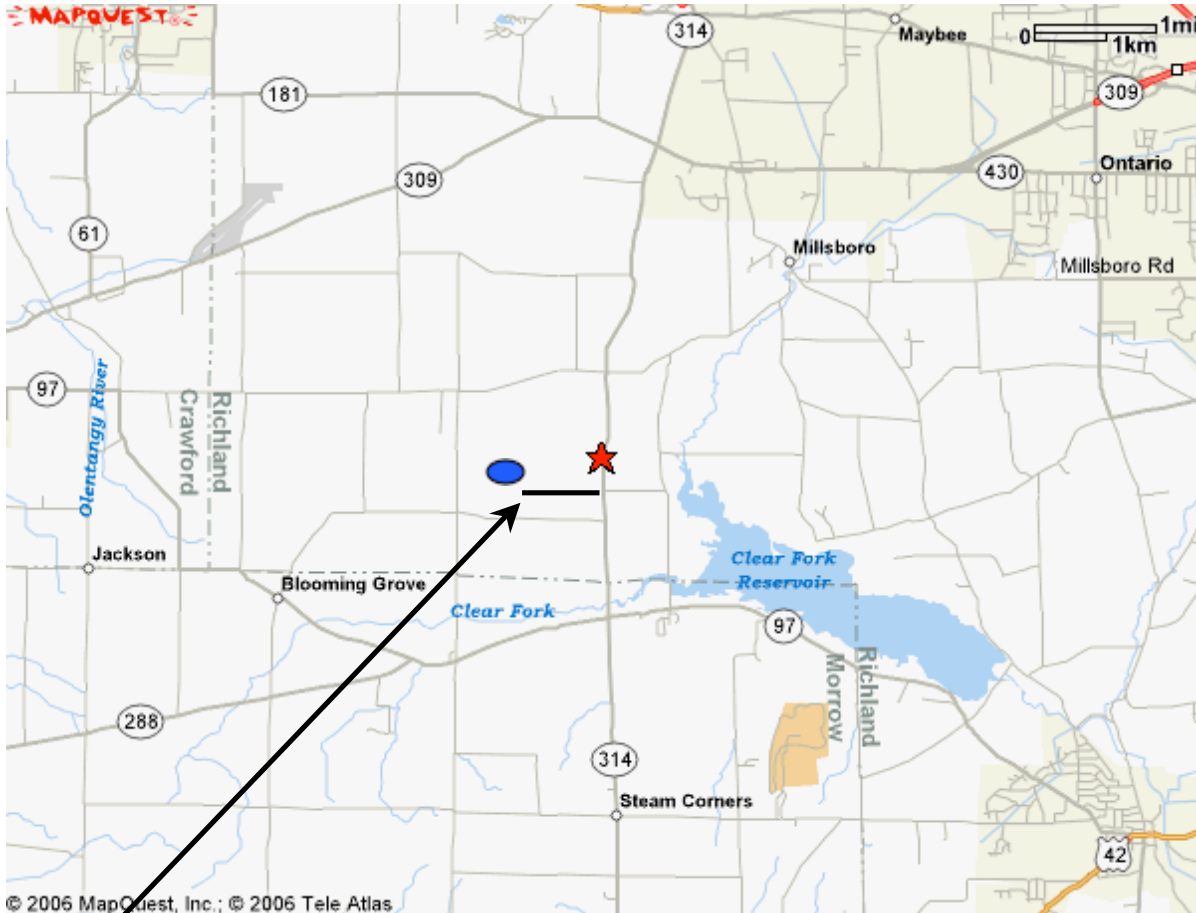 MAPQUEST
314
Maybee
0
1mi
1km
181
309
309
430
Ontario
61
Millsboro
Millsboro Rd
97
Olentangy River
Crawford
Richland
Jackson
Blooming Grove
Clear Fork
Clear Fork
Reservoir
97
Morrow
Richland
288
314
Steam Corners
42
© 2006 MapQuest, Inc.; © 2006 Tele Atlas